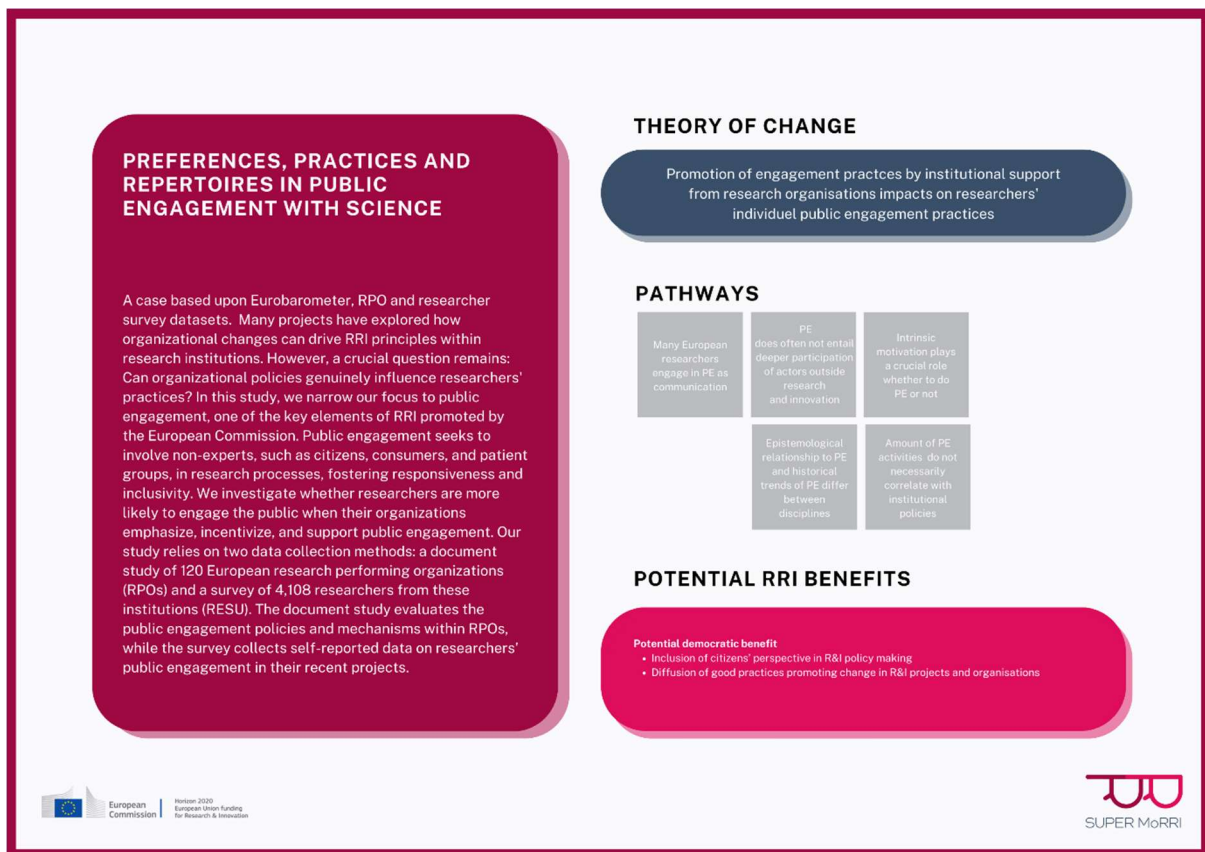 PREFERENCES, PRACTICES AND
REPERTOIRES IN PUBLIC
ENGAGEMENT WITH SCIENCE
A case based upon Eurobarometer, RPO and researcher
survey datasets. Many projects have explored how
organizational changes can drive RRI principles within
research institutions. However, a crucial question remains:
Can organizational policies genuinely influence researchers'
practices? In this study, we narrow our focus to public
engagement, one of the key elements of RRI promoted by
the European Commission. Public engagement seeks to
involve non-experts, such as citizens, consumers, and patient
groups, in research processes, fostering responsiveness and
inclusivity. We investigate whether researchers are more
likely to engage the public when their organizations
emphasize, incentivize, and support public engagement. Our
study relies on two data collection methods: a document
study of 120 European research performing organizations
(RPOs) and a survey of 4,108 researchers from these
institutions (RESU). The document study evaluates the
public engagement policies and mechanisms within RPOs,
while the survey collects self-reported data on researchers'
public engagement in their recent projects.
THEORY OF CHANGE
Promotion of engagement practces by institutional support
from research organisations impacts on researchers'
individuel public engagement practices
PATHWAYS
Many European
researchers
engage in PE as
communication
PE
does often not entail
deeper participation
of actors outside
research
and innovation
Intrinsic
motivation plays
a crucial role
whether to do
PE or not
Epistemological
relationship to PE
and historical
trends of PE differ
between
disciplines
Amount of PE
activities do not
necessarily
correlate with
institutional
policies
POTENTIAL RRI BENEFITS
Potential democratic benefit
• Inclusion of citizens' perspective in R&I policy making
• Diffusion of good practices promoting change in R&I projects and organisations
European
Commission
Horizon 2020
European Union funding
for Research & Innovation
SUPER MoRRI